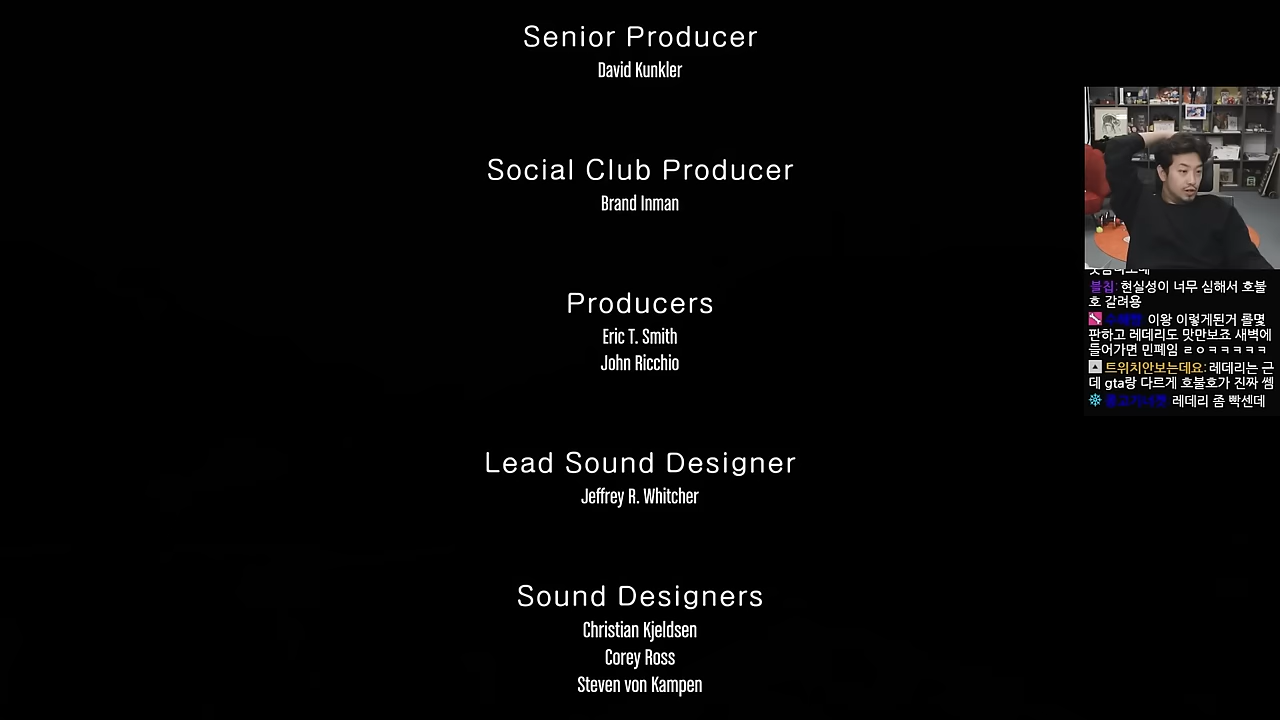 Senior Producer
David Kunkler
Social Club Producer
Brand Inman
Producers
Eric T. Smith
John Ricchio
Lead Sound Designer
Jeffrey R. Whitcher
Sound Designers
Christian Kjeldsen
Corey Ross
Steven von Kampen
블집: 현실성이 너무 심해서 호불
호 갈려용
이왕 이렇게된거 롤몇
판하고 레데리도 맛만보죠 새벽에
들어가면 민폐임 ㄹㅇㅋㅋㅋㅋㅋ
트위치안보는데요: 레데리는 근
데 gta랑 다르게 호불호가 진짜 쎔
레데리 좀 빡센데